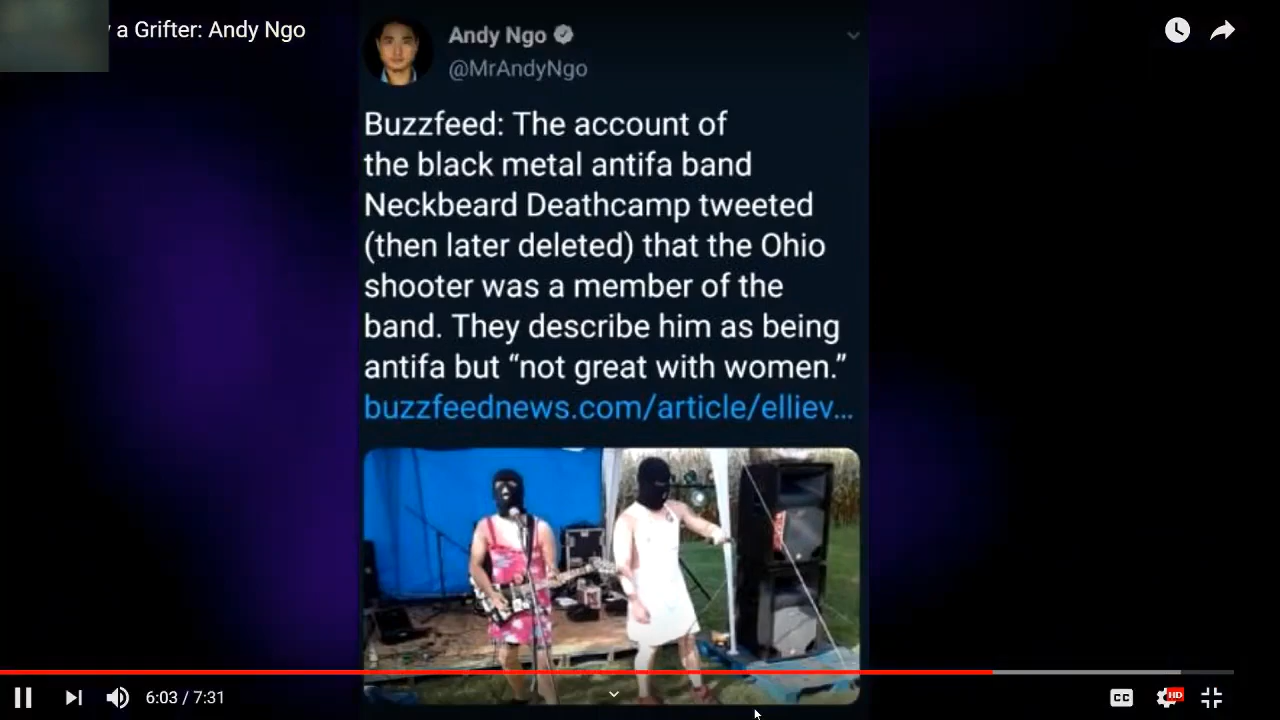 a Grifter: Andy Ngo
Andy Ngo
@MrAndyNgo
Buzzfeed: The account of
the black metal antifa band
Neckbeard Deathcamp tweeted
(then later deleted) that the Ohio
shooter was a member of the
band. They describe him as being
antifa but “not great with women.”
buzzfeednews.com/article/elliev...
6:03 / 7:31
CC
HD